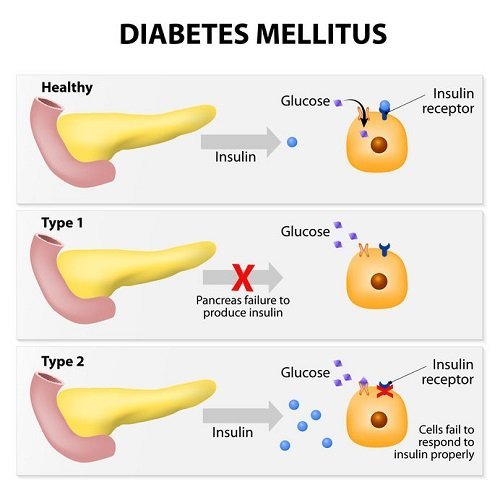 DIABETES MELLITUS
Healthy
Glucose
Insulin
receptor
Insulin
Type 1
Glucose
X
Pancreas failure to
produce insulin
Type 2
Glucose
Insulin
receptor
Insulin
Cells fail to
respond to
insulin properly